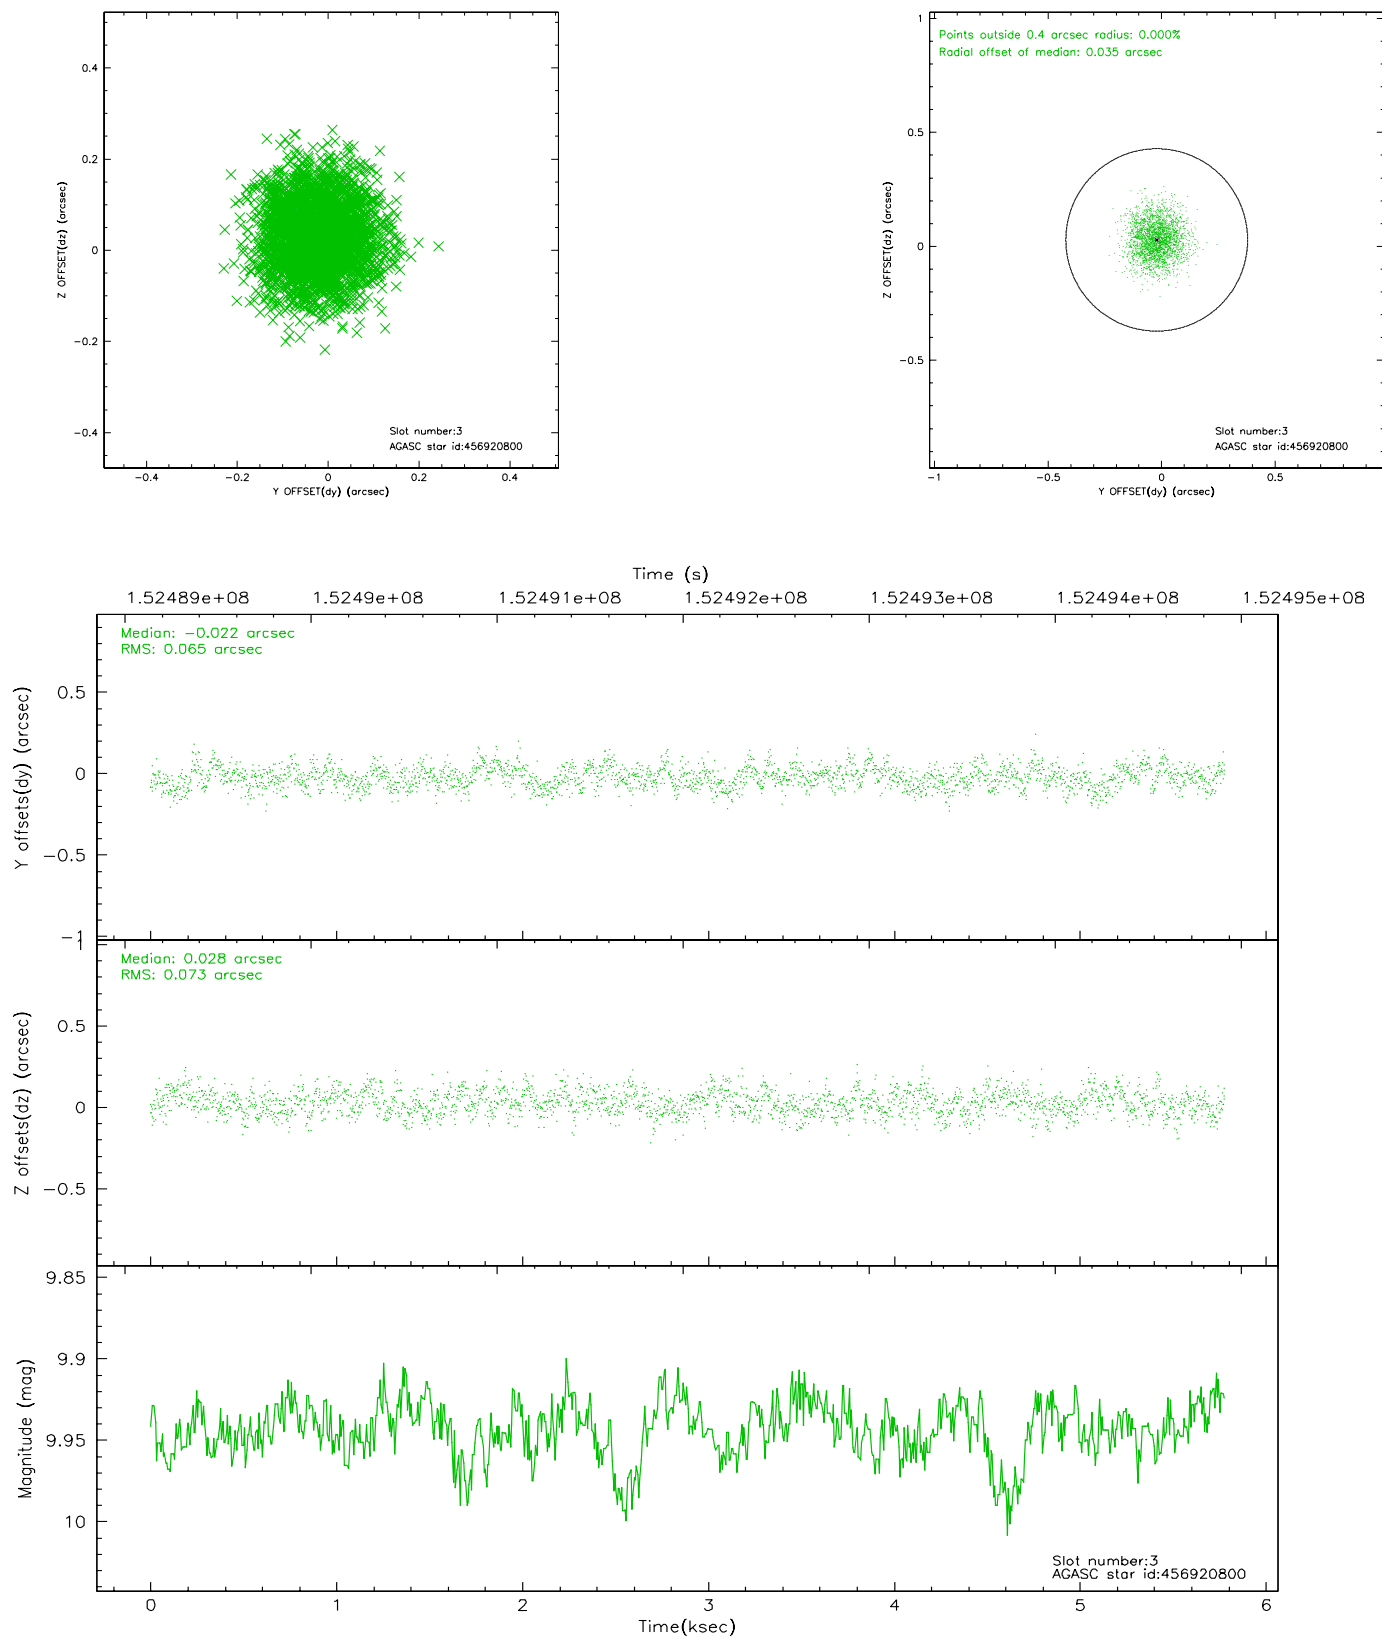 0.4
0.2
0
−0.2
−0.4
Z OFFSET(dz) (arcsec)
Slot number:3
AGASC star id:456920800
−0.4 −0.2 0 0.2 0.4
Y OFFSET(dy) (arcsec)
Points outside 0.4 arcsec radius: 0.000%
Radial offset of median: 0.035 arcsec
1
0.5
0
−0.5
Z OFFSET(dz) (arcsec)
Slot number:3
AGASC star id:456920800
−1 −0.5 0 0.5
Y OFFSET(dy) (arcsec)
Time (s)
1.52489e+08 1.5249e+08 1.52491e+08 1.52492e+08 1.52493e+08 1.52494e+08 1.52495e+08
Median: −0.022 arcsec
RMS: 0.065 arcsec
0.5
0
−0.5
−1
Y offsets(dy) (arcsec)
1
Median: 0.028 arcsec
RMS: 0.073 arcsec
0.5
0
−0.5
Z offsets(dz) (arcsec)
9.85
9.9
9.95
10
Magnitude (mag)
Slot number:3
AGASC star id:456920800
0 1 2 3 4 5 6
Time(ksec)